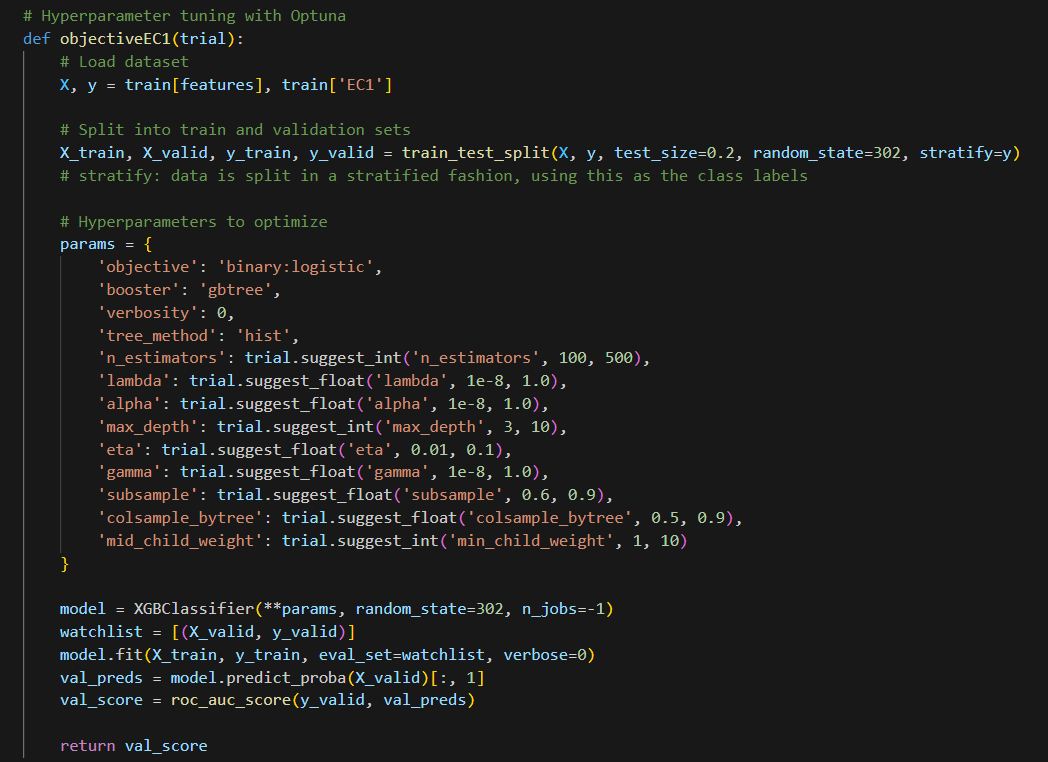 # Hyperparameter tuning with Optuna
def objectiveEC1(trial):
    # Load dataset
    X, y = train[features], train['EC1']

    # Split into train and validation sets
    X_train, X_valid, y_train, y_valid = train_test_split(X, y, test_size=0.2, random_state=302, stratify=y)
    # stratify: data is split in a stratified fashion, using this as the class labels

    # Hyperparameters to optimize
    params = {
        'objective': 'binary:logistic',
        'booster': 'gbtree',
        'verbosity': 0,
        'tree_method': 'hist',
        'n_estimators': trial.suggest_int('n_estimators', 100, 500),
        'lambda': trial.suggest_float('lambda', 1e-8, 1.0),
        'alpha': trial.suggest_float('alpha', 1e-8, 1.0),
        'max_depth': trial.suggest_int('max_depth', 3, 10),
        'eta': trial.suggest_float('eta', 0.01, 0.1),
        'gamma': trial.suggest_float('gamma', 1e-8, 1.0),
        'subsample': trial.suggest_float('subsample', 0.6, 0.9),
        'colsample_bytree': trial.suggest_float('colsample_bytree', 0.5, 0.9),
        'mid_child_weight': trial.suggest_int('min_child_weight', 1, 10)
    }

    model = XGBClassifier(**params, random_state=302, n_jobs=-1)
    watchlist = [(X_valid, y_valid)]
    model.fit(X_train, y_train, eval_set=watchlist, verbose=0)
    val_preds = model.predict_proba(X_valid)[:, 1]
    val_score = roc_auc_score(y_valid, val_preds)

    return val_score